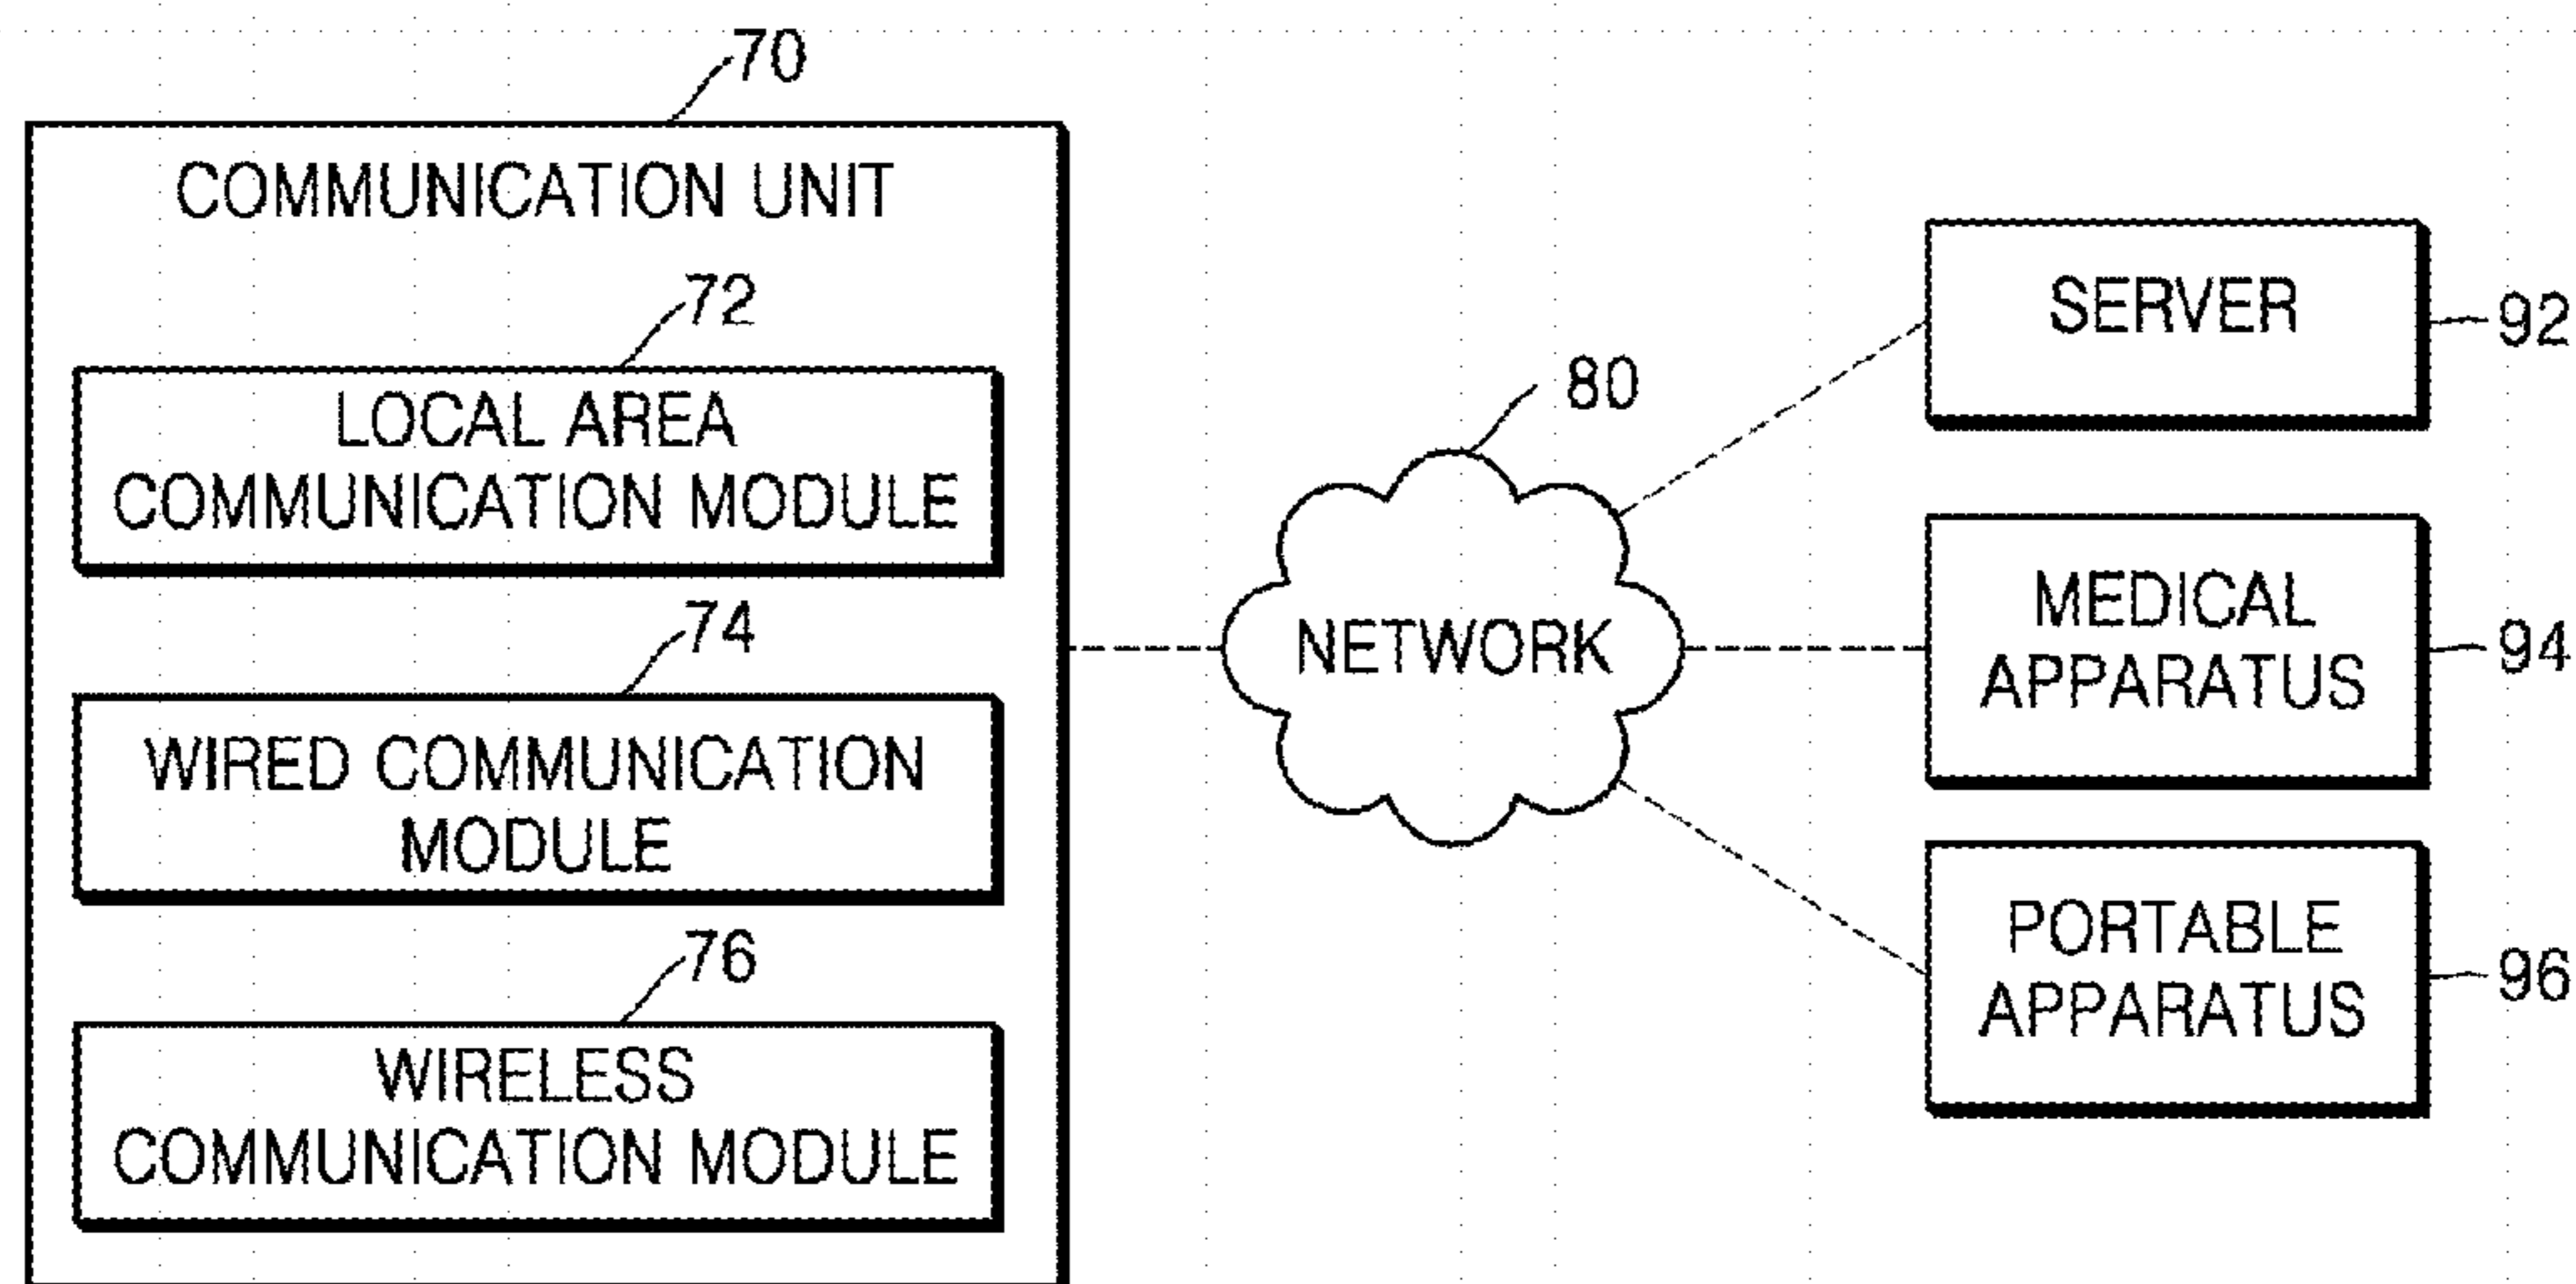 70
COMMUNICATION UNIT
72
LOCAL AREA
COMMUNICATION MODULE
74
WIRED COMMUNICATION
MODULE
76
WIRELESS
COMMUNICATION MODULE
80
NETWORK
SERVER
92
MEDICAL
APPARATUS
94
PORTABLE
APPARATUS
96